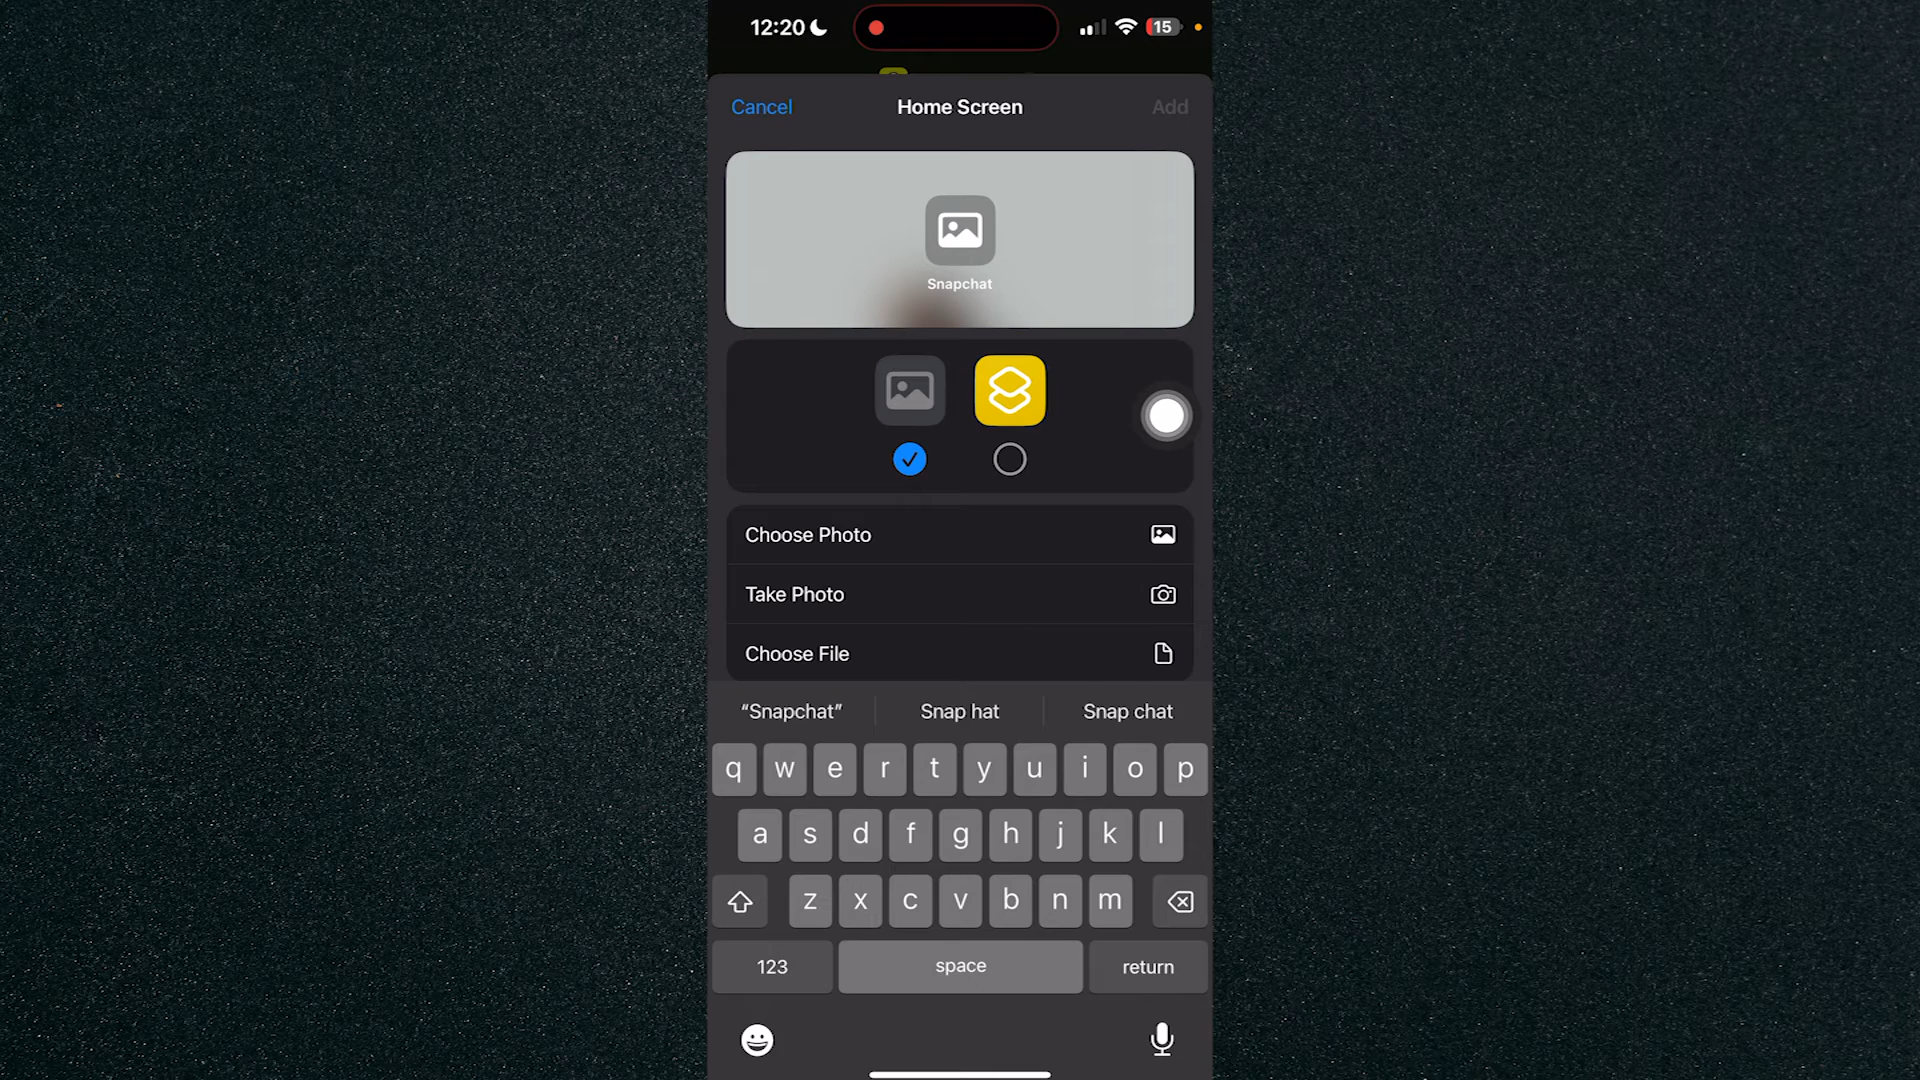 12:20
15
Cancel
Home Screen
Add
Snapchat
Choose Photo
Take Photo
Choose File
“Snapchat”
Snap hat
Snap chat
q w e r t y u i o p
a s d f g h j k l
z x c v b n m
123
space
return